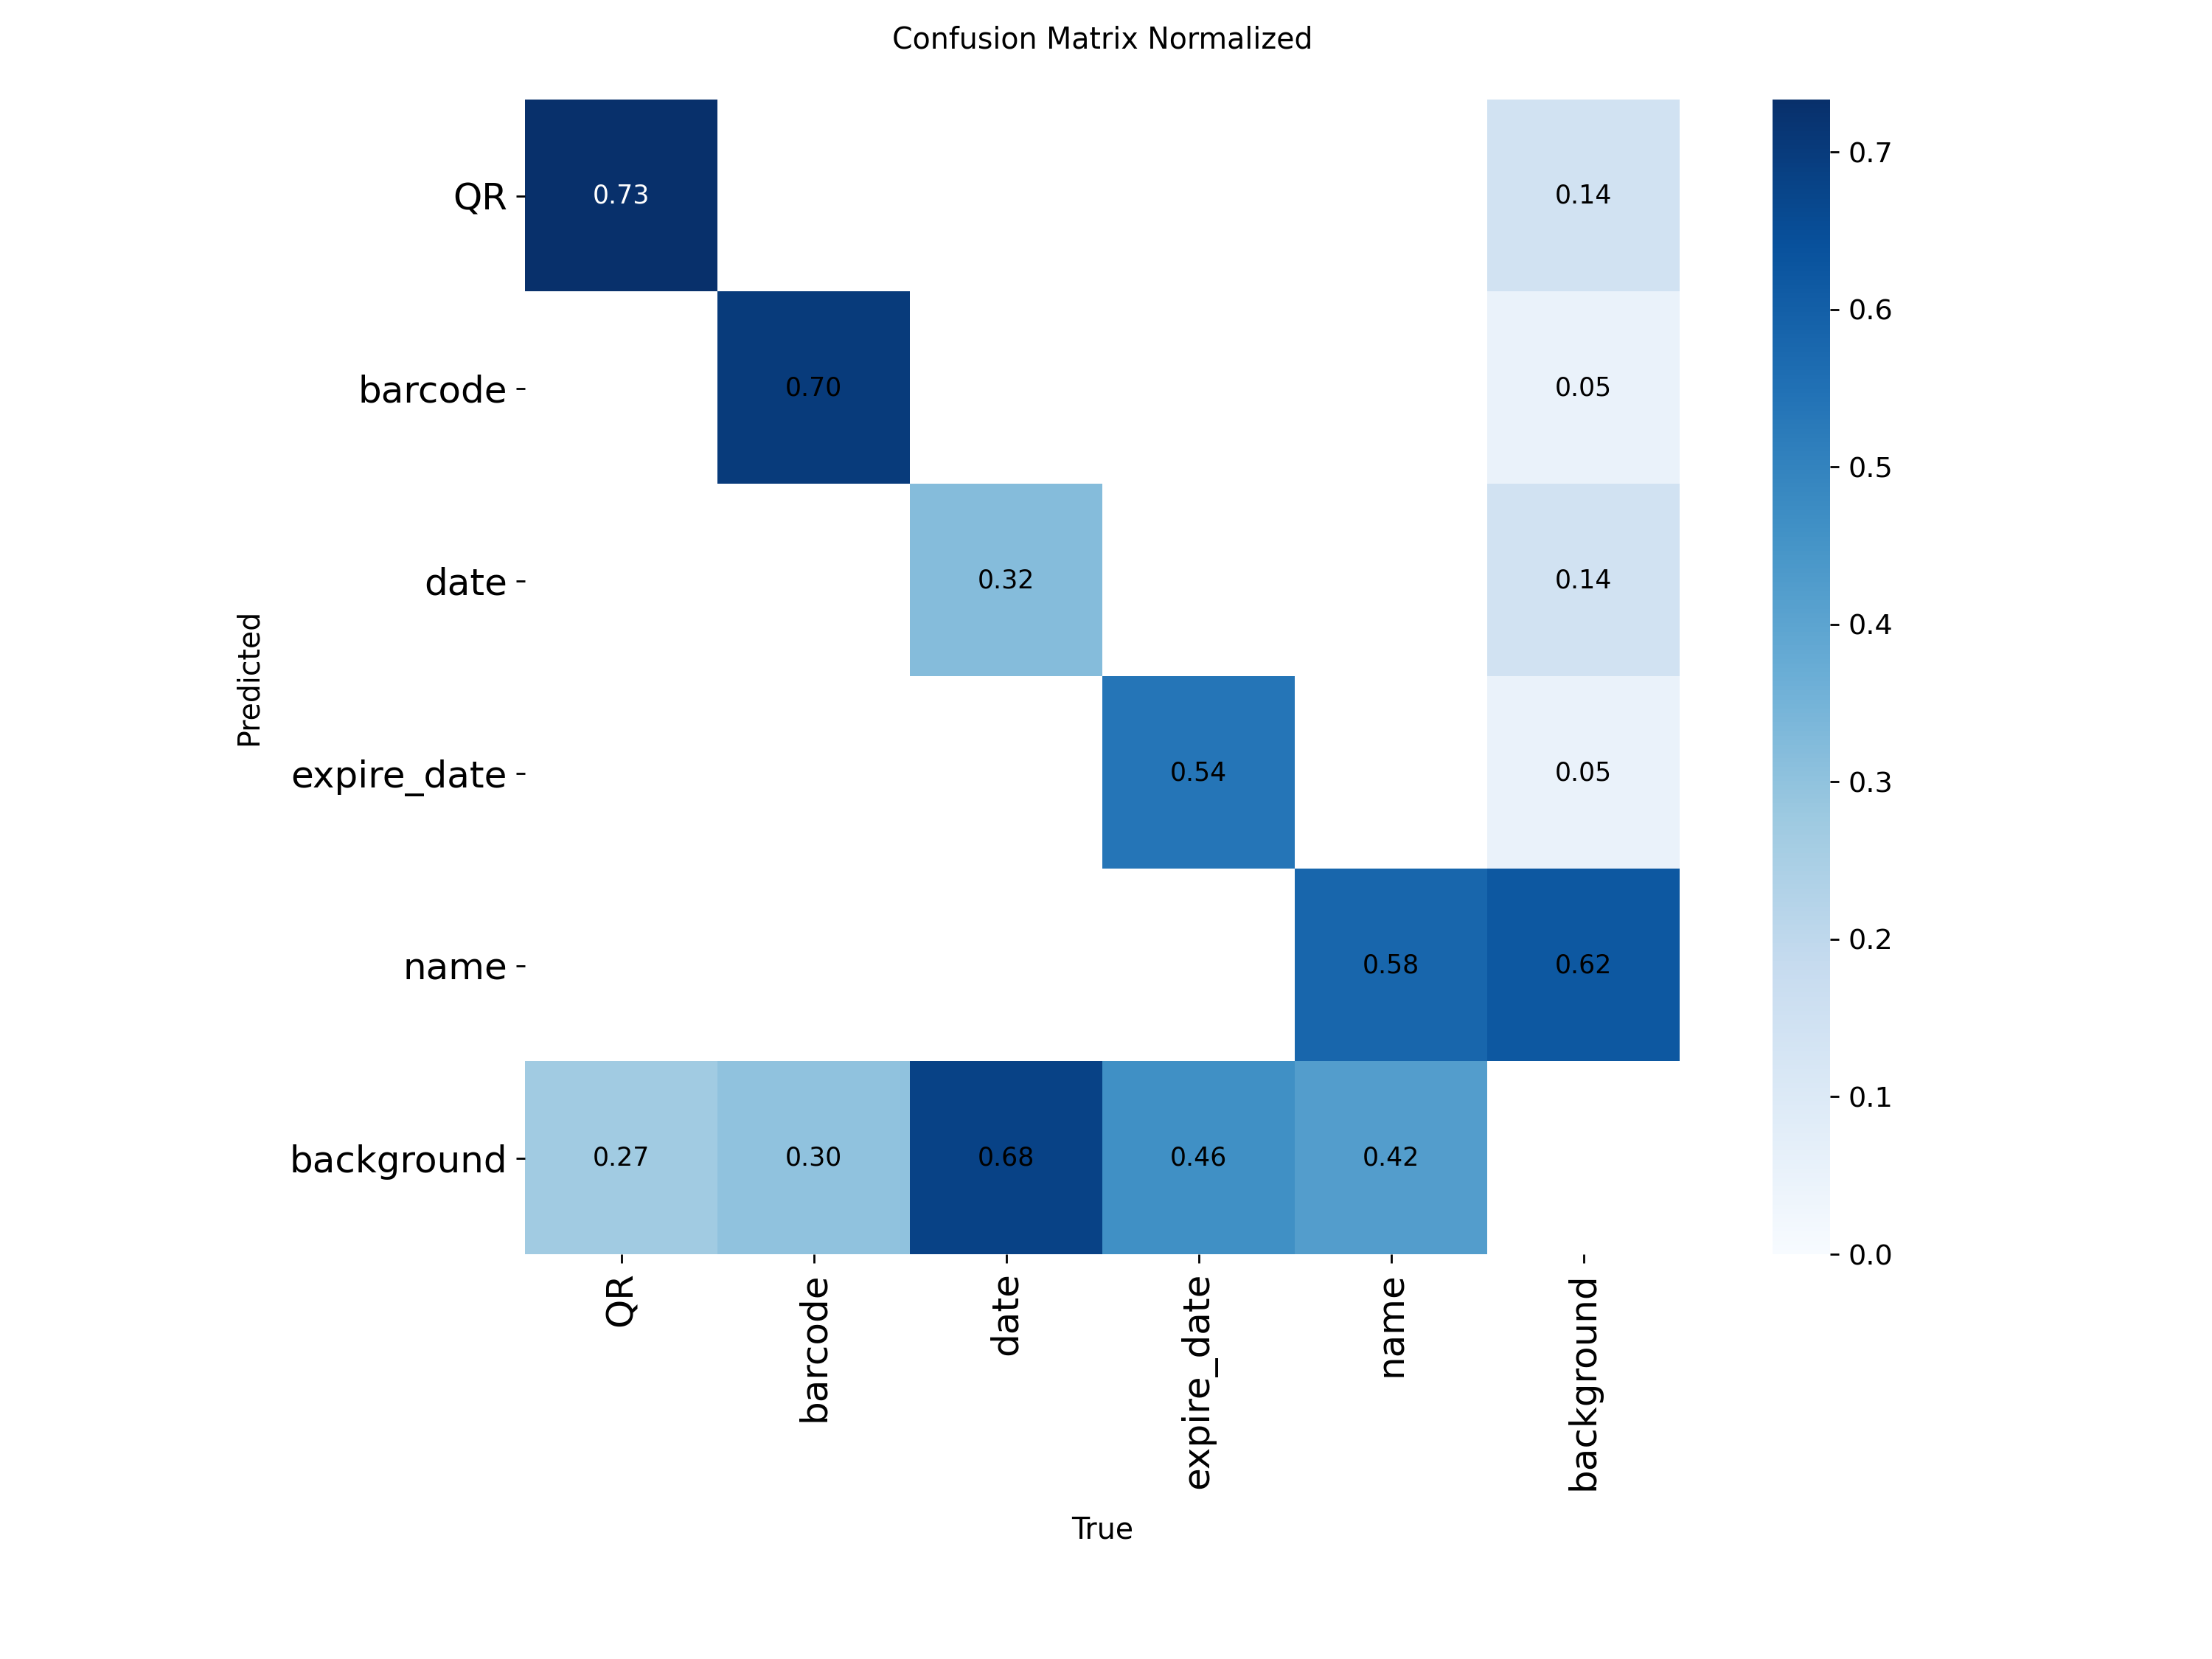 Confusion Matrix Normalized
QR
0.73
0.14
barcode
0.70
0.05
date
0.32
0.14
expire_date
0.54
0.05
name
0.58
0.62
background
0.27
0.30
0.68
0.46
0.42
QR
barcode
date
expire_date
name
background
Predicted
True
0.7
0.6
0.5
0.4
0.3
0.2
0.1
0.0